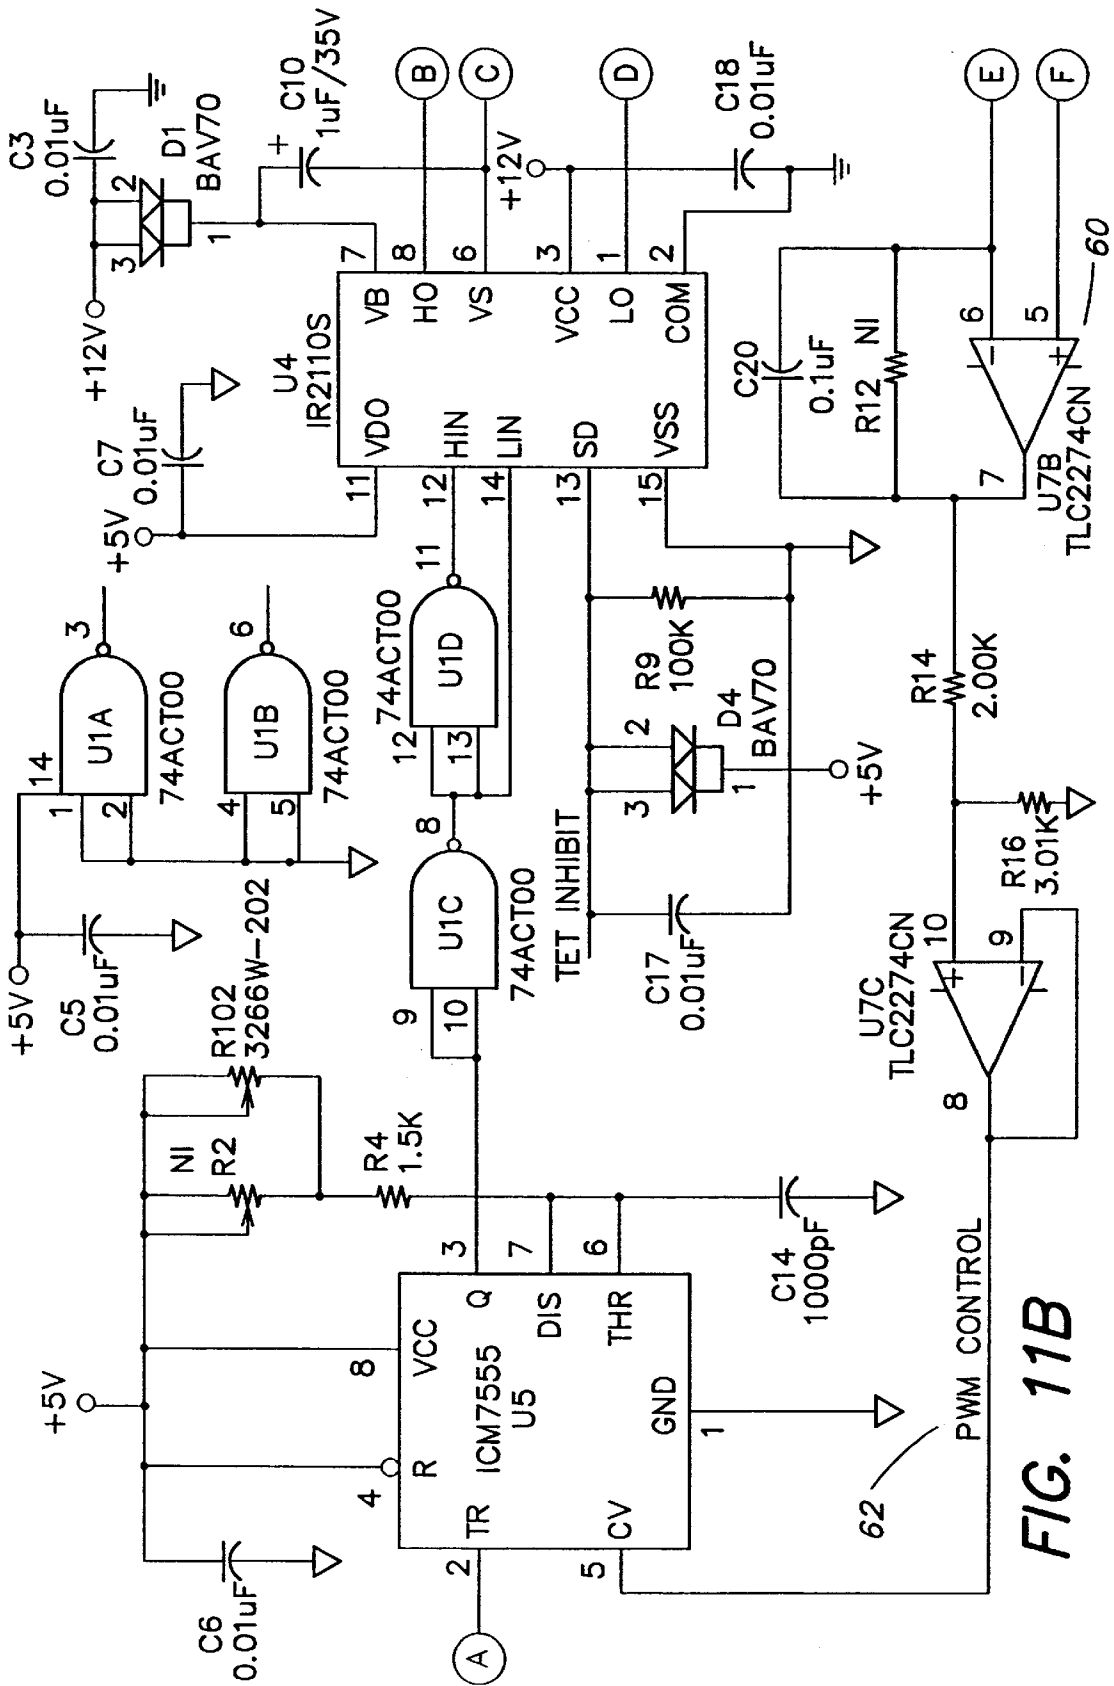 +5V
C6
0.01uF
NI
R2
R102
3266W-202
R4
1.5K
A
2
TR
4
R
8
VCC
ICM7555
U5
Q
3
DIS
7
THR
6
GND
1
CV
5
C14
1000pF
62
PWM CONTROL
+5V
C5
0.01uF
14
1
2
U1A
3
74ACT00
4
5
U1B
6
74ACT00
9
10
U1C
8
74ACT00
12
13
U1D
11
74ACT00
+5V
C7
0.01uF
+12V
C3
0.01uF
3
2
D1
BAV70
1
C10
+
1uF/35V
U4
IR2110S
11
VDO
12
HIN
14
LIN
13
SD
15
VSS
7
VB
8
HO
6
VS
3
VCC
1
LO
2
COM
B
C
+12V
D
C18
0.01uF
TET INHIBIT
C17
0.01uF
3
2
D4
BAV70
1
+5V
R9
100K
U7C
TLC2274CN
8
10
+
9
-
R16
3.01K
R14
2.00K
C20
0.1uF
R12
NI
7
U7B
TLC2274CN
6
-
5
+
60
E
F
FIG. 11B